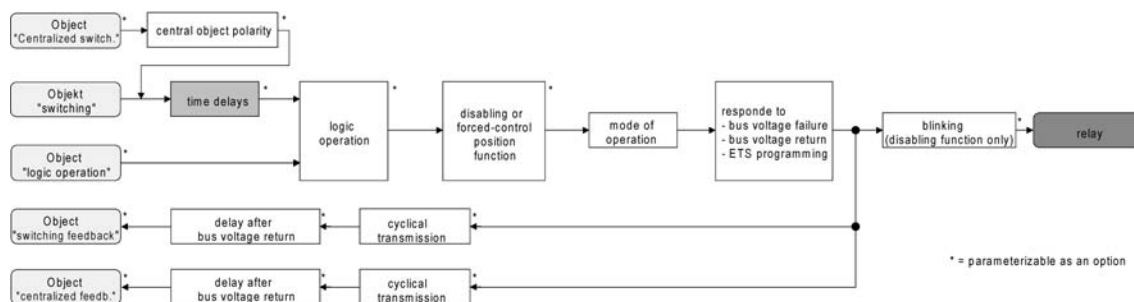 Object
"Centralized switch."
*
central object polarity
*
Objekt
"switching"
time delays
*
Object
"logic operation"
*
logic
operation
*
disabling or
forced-control
position
function
*
mode of
operation
responde to
- bus voltage failure
- bus voltage return
- ETS programming
blinking
(disabling function only)
*
relay
Object
"switching feedback"
*
delay after
bus voltage return
*
cyclical
transmission
*
Object
"centralized feedb."
*
delay after
bus voltage return
*
cyclical
transmission
*
* = parameterizable as an option